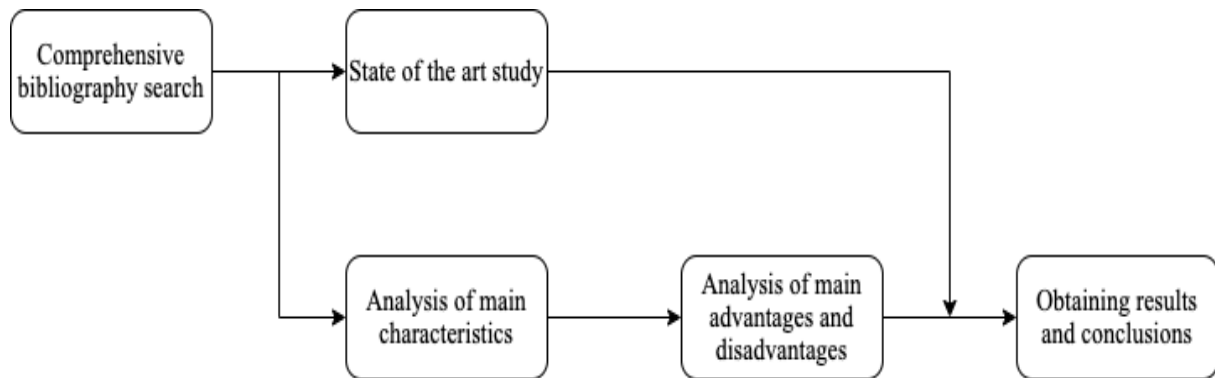 Comprehensive
bibliography search
State of the art study
Analysis of main
characteristics
Analysis of main
advantages and
disadvantages
Obtaining results
and conclusions